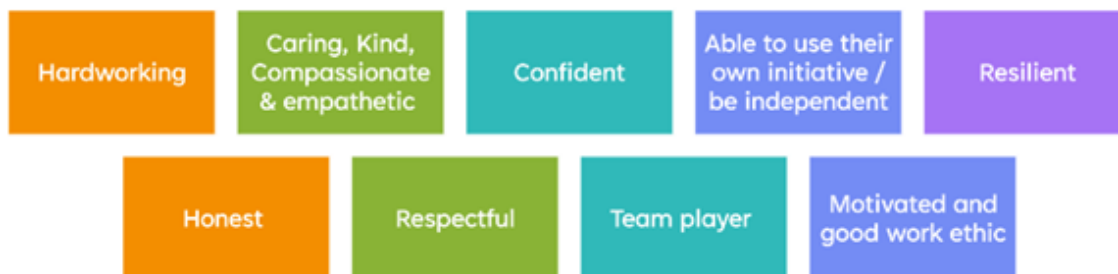 Hardworking
Caring, Kind,
Compassionate
& empathetic
Confident
Able to use their
own initiative /
be independent
Resilient
Honest
Respectful
Team player
Motivated and
good work ethic